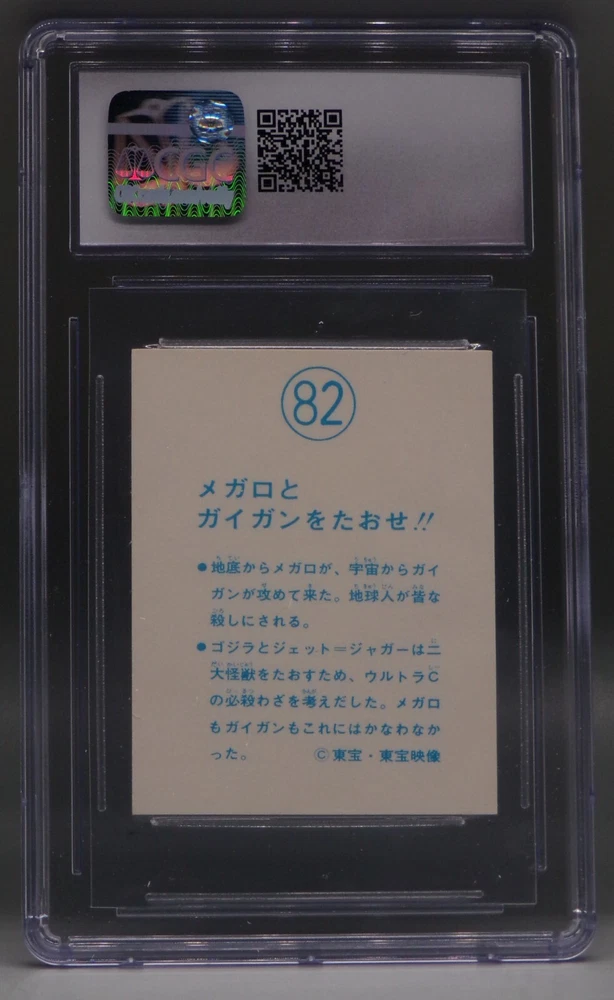 82
メガロと
ガイガンをたおせ!!
●地底からメガロが、宇宙からガイ
ガンが攻めて来た。地球人が皆な
殺しにされる。
●ゴジラとジェット=ジャガーは二
大怪獣をたおすため、ウルトラC
の必殺わざを考えだした。メガロ
もガイガンもこれにはかなわなか
った。 ©東宝・東宝映像